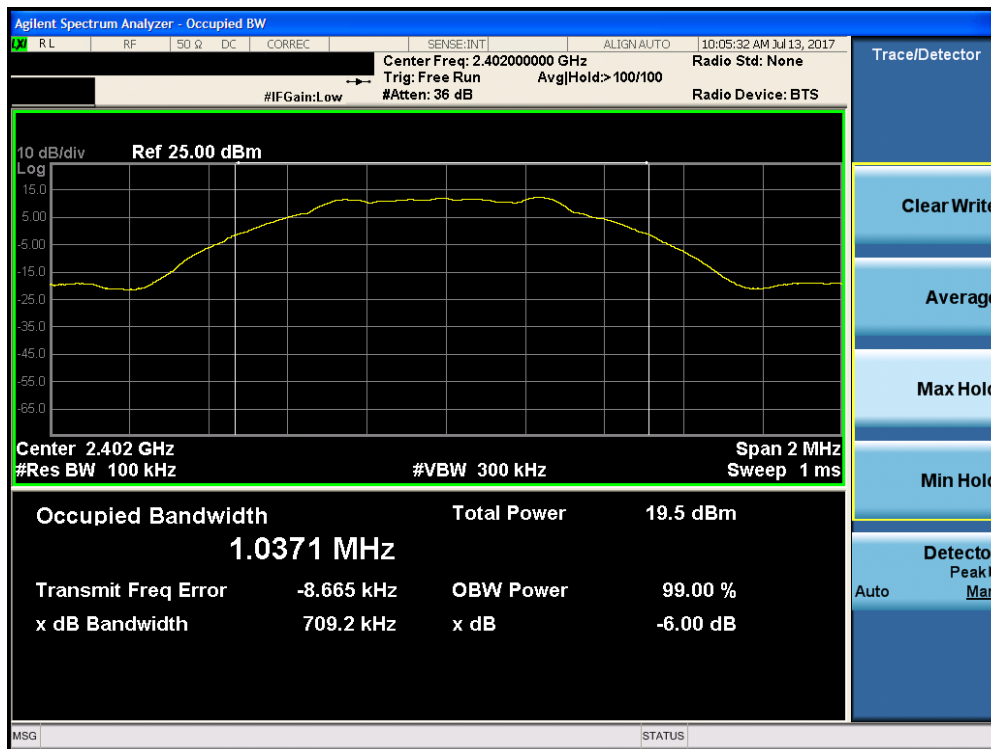 Agilent Spectrum Analyzer - Occupied BW
LXI RL RF 50 Ω DC CORREC SENSE:INT ALIGN AUTO 10:05:32 AM Jul 13, 2017
Center Freq: 2.402000000 GHz Radio Std: None
Trig: Free Run Avg|Hold:>100/100
#IFGain:Low #Atten: 36 dB Radio Device: BTS
10 dB/div Ref 25.00 dBm
Log
15.0
5.00
-5.00
-15.0
-25.0
-35.0
-45.0
-55.0
-65.0
Center 2.402 GHz Span 2 MHz
#Res BW 100 kHz #VBW 300 kHz Sweep 1 ms
Occupied Bandwidth Total Power 19.5 dBm
1.0371 MHz
Transmit Freq Error -8.665 kHz OBW Power 99.00 %
x dB Bandwidth 709.2 kHz x dB -6.00 dB
MSG STATUS
Trace/Detector
Clear Write
Average
Max Hold
Min Hold
Detecto
Peak
Auto Man